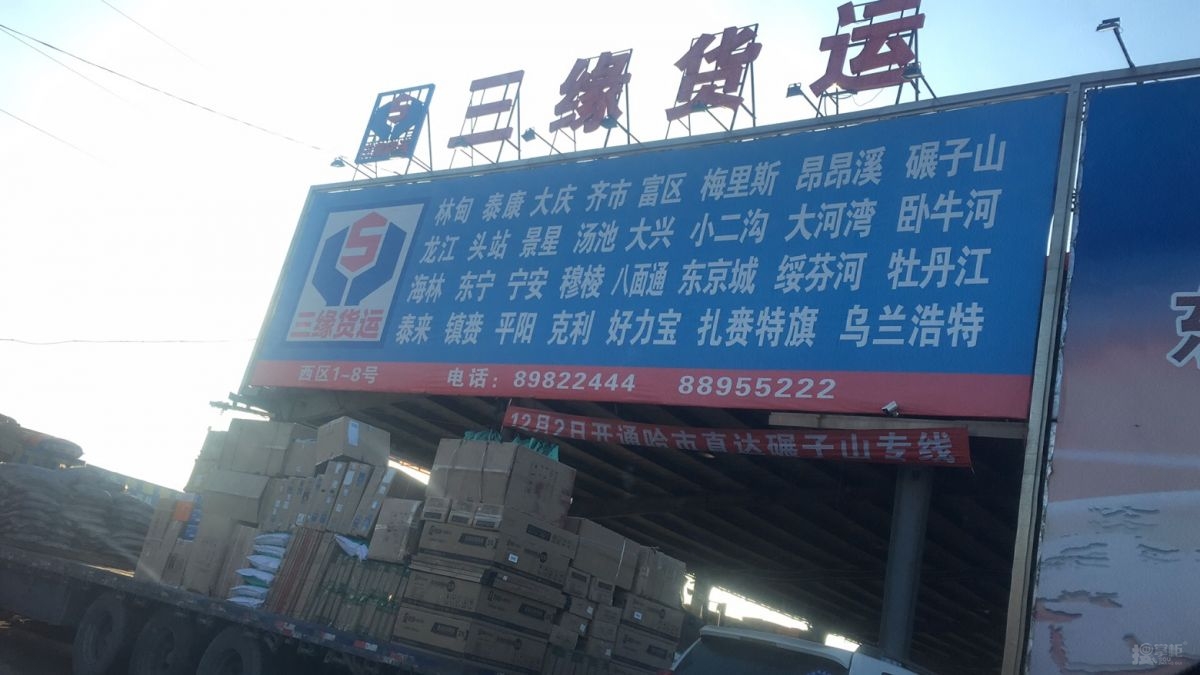 三缘货运
林甸 泰康 大庆 齐市 富区 梅里斯 昂昂溪 碾子山
龙江 头站 景星 汤池 大兴 小二沟 大河湾 卧牛河
海林 东宁 宁安 穆棱 八面通 东京城 绥芬河 牡丹江
泰来 镇赉 平阳 克利 好力宝 扎赉特旗 乌兰浩特
三缘货运
西区1-8号 电话：89822444 88955222
12月2日开通哈市直达碾子山专线